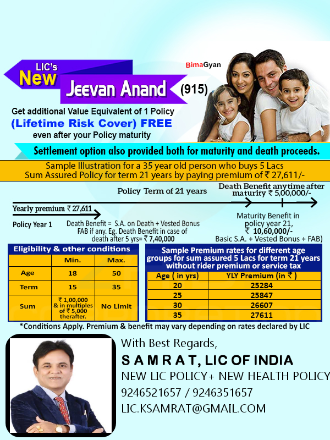 LIC's
New
Jeevan Anand (915)
BimaGyan
Get additional Value Equivalent of 1 Policy
(Lifetime Risk Cover) FREE
even after your Policy maturity
Settlement option also provided both for maturity and death proceeds.
Sample Illustration for a 35 year old person who buys 5 Lacs
Sum Assured Policy for term 21 years by paying premium of ₹ 27,611/-
Policy Term of 21 years
Death Benefit anytime after
maturity ₹ 5,00,000/-
Yearly premium ₹ 27,611
Policy Year 1
Death Benefit = S.A. on Death + Vested Bonus
FAB if any. Eg. Death Benefit in case of
death after 5 yrs= ₹ 7,40,000
Maturity Benefit in
policy year 21,
₹ 10,60,000/-
Basic S.A. + Vested Bonus + FAB)
Eligibility & other conditions
Min. Max.
Age 18 50
Term 15 35
Sum ₹ 1,00,000
& in multiples
of ₹ 5,000
therafter. No Limit
Sample Premium rates for different age
groups for sum assured 5 Lacs for term 21 years
without rider premium or service tax
Age ( in yrs) YLY Premium (in ₹ )
20 25284
25 25847
30 26607
35 27611
*Conditions Apply. Premium & benefit may vary depending on rates declared by LIC
With Best Regards,
S A M R A T, LIC OF INDIA
NEW LIC POLICY+ NEW HEALTH POLICY
9246521657 / 9246351657
LIC.KSAMRAT@GMAIL.COM